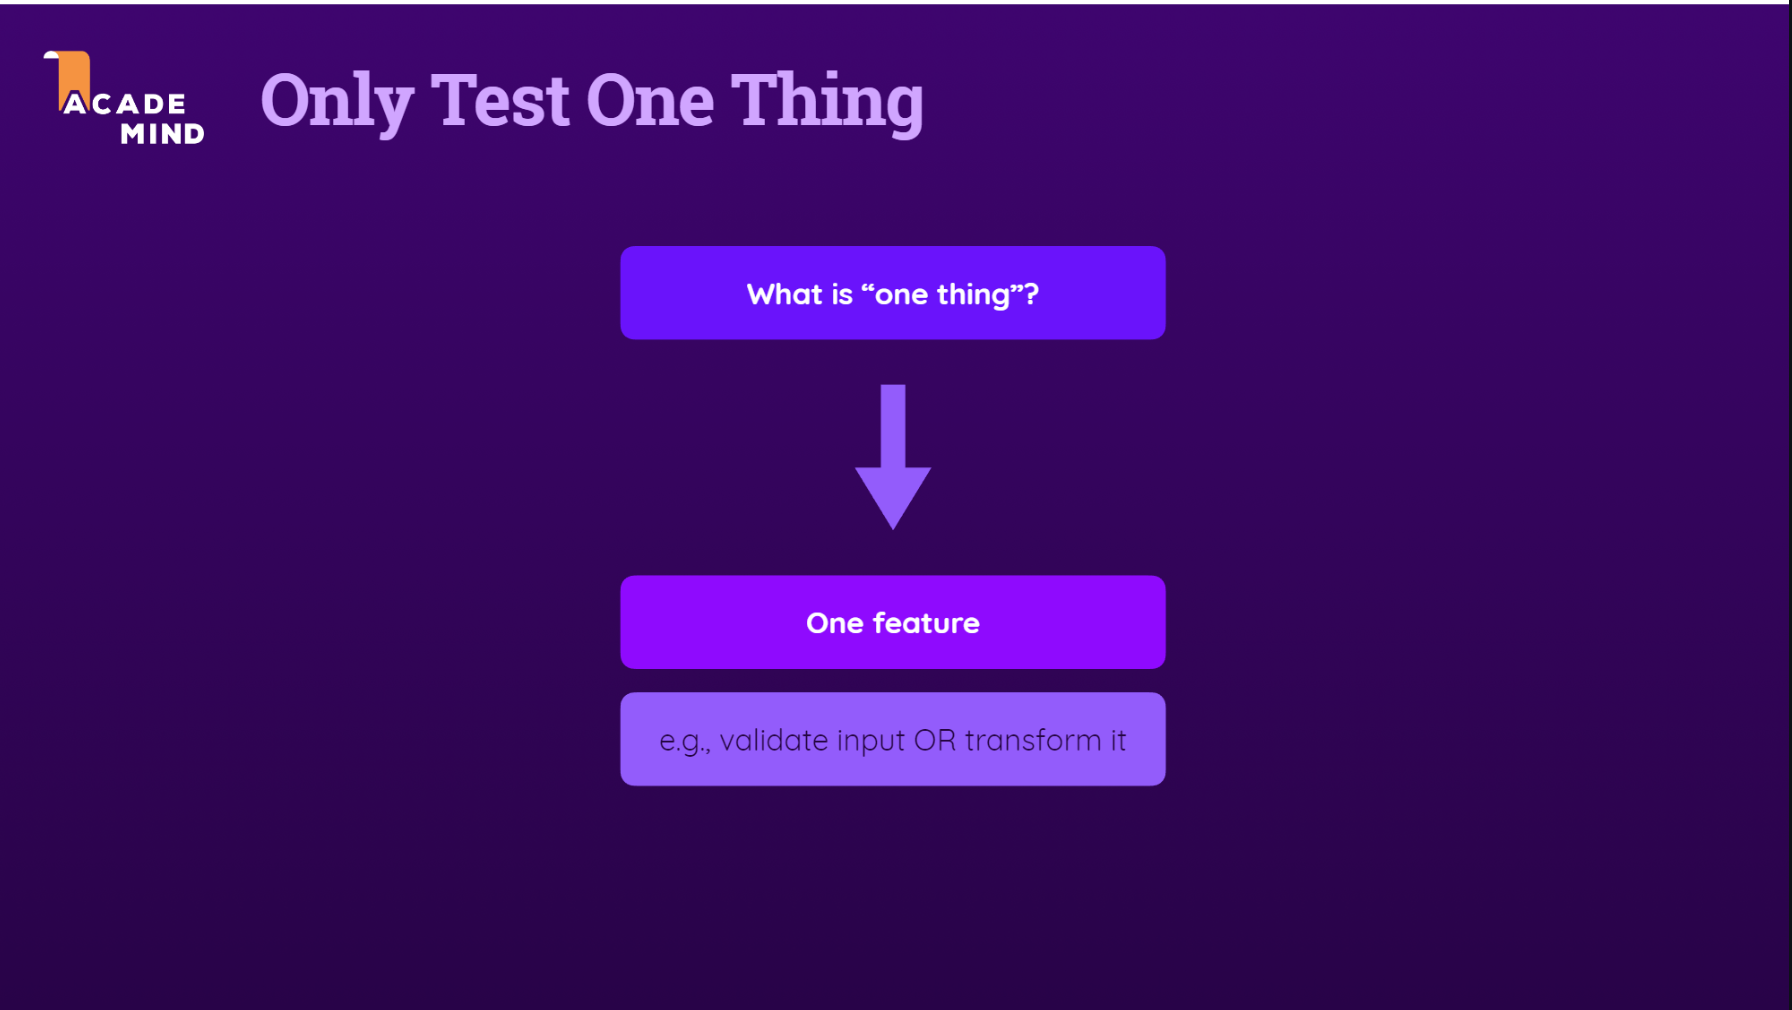 ACADE
MIND
Only Test One Thing
What is “one thing”?
One feature
e.g., validate input OR transform it